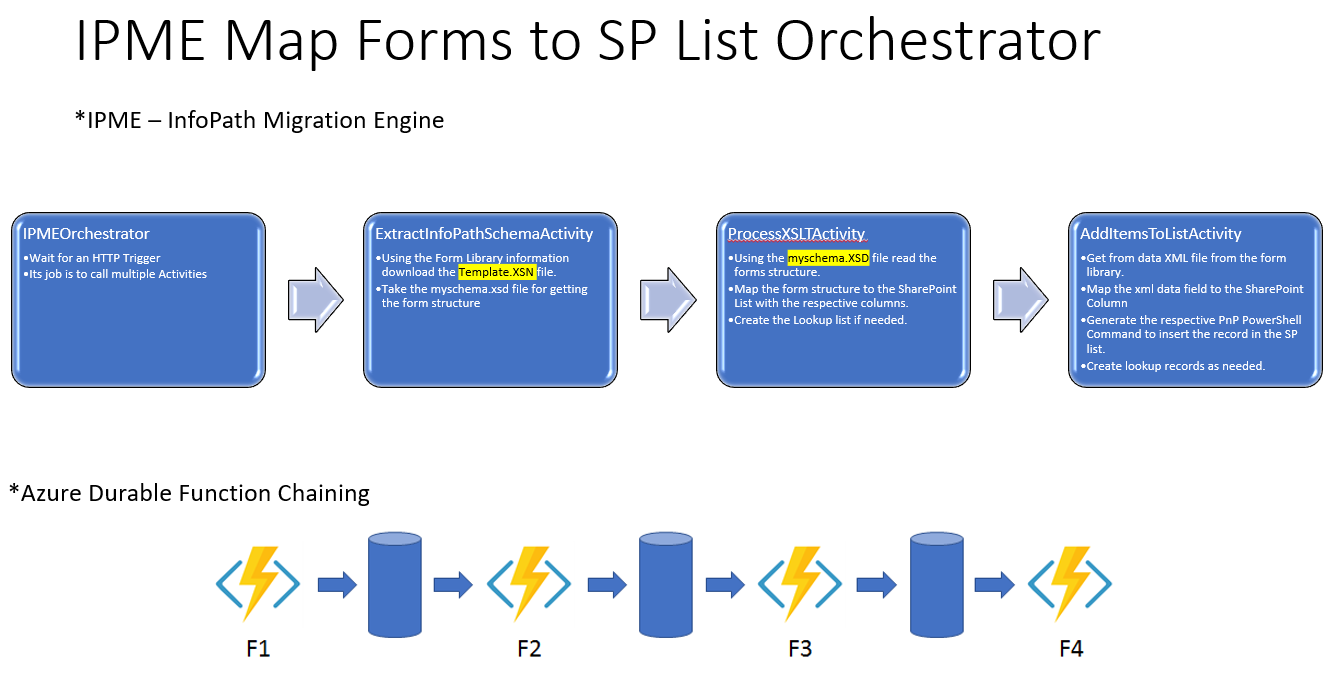 IPME Map Forms to SP List Orchestrator
*IPME – InfoPath Migration Engine
IPMEOrchestrator
•Wait for an HTTP Trigger
•Its job is to call multiple Activities
ExtractInfoPathSchemaActivity
•Using the Form Library information
download the Template.XSN file.
•Take the myschema.xsd file for getting
the form structure
ProcessXSLTActivity
•Using the myschema.XSD file read the
forms structure.
•Map the form structure to the SharePoint
List with the respective columns.
•Create the Lookup list if needed.
AddItemsToListActivity
•Get from data XML file from the form
library.
•Map the xml data field to the SharePoint
Column
•Generate the respective PnP PowerShell
Command to insert the record in the SP
list.
•Create lookup records as needed.
*Azure Durable Function Chaining
F1
F2
F3
F4